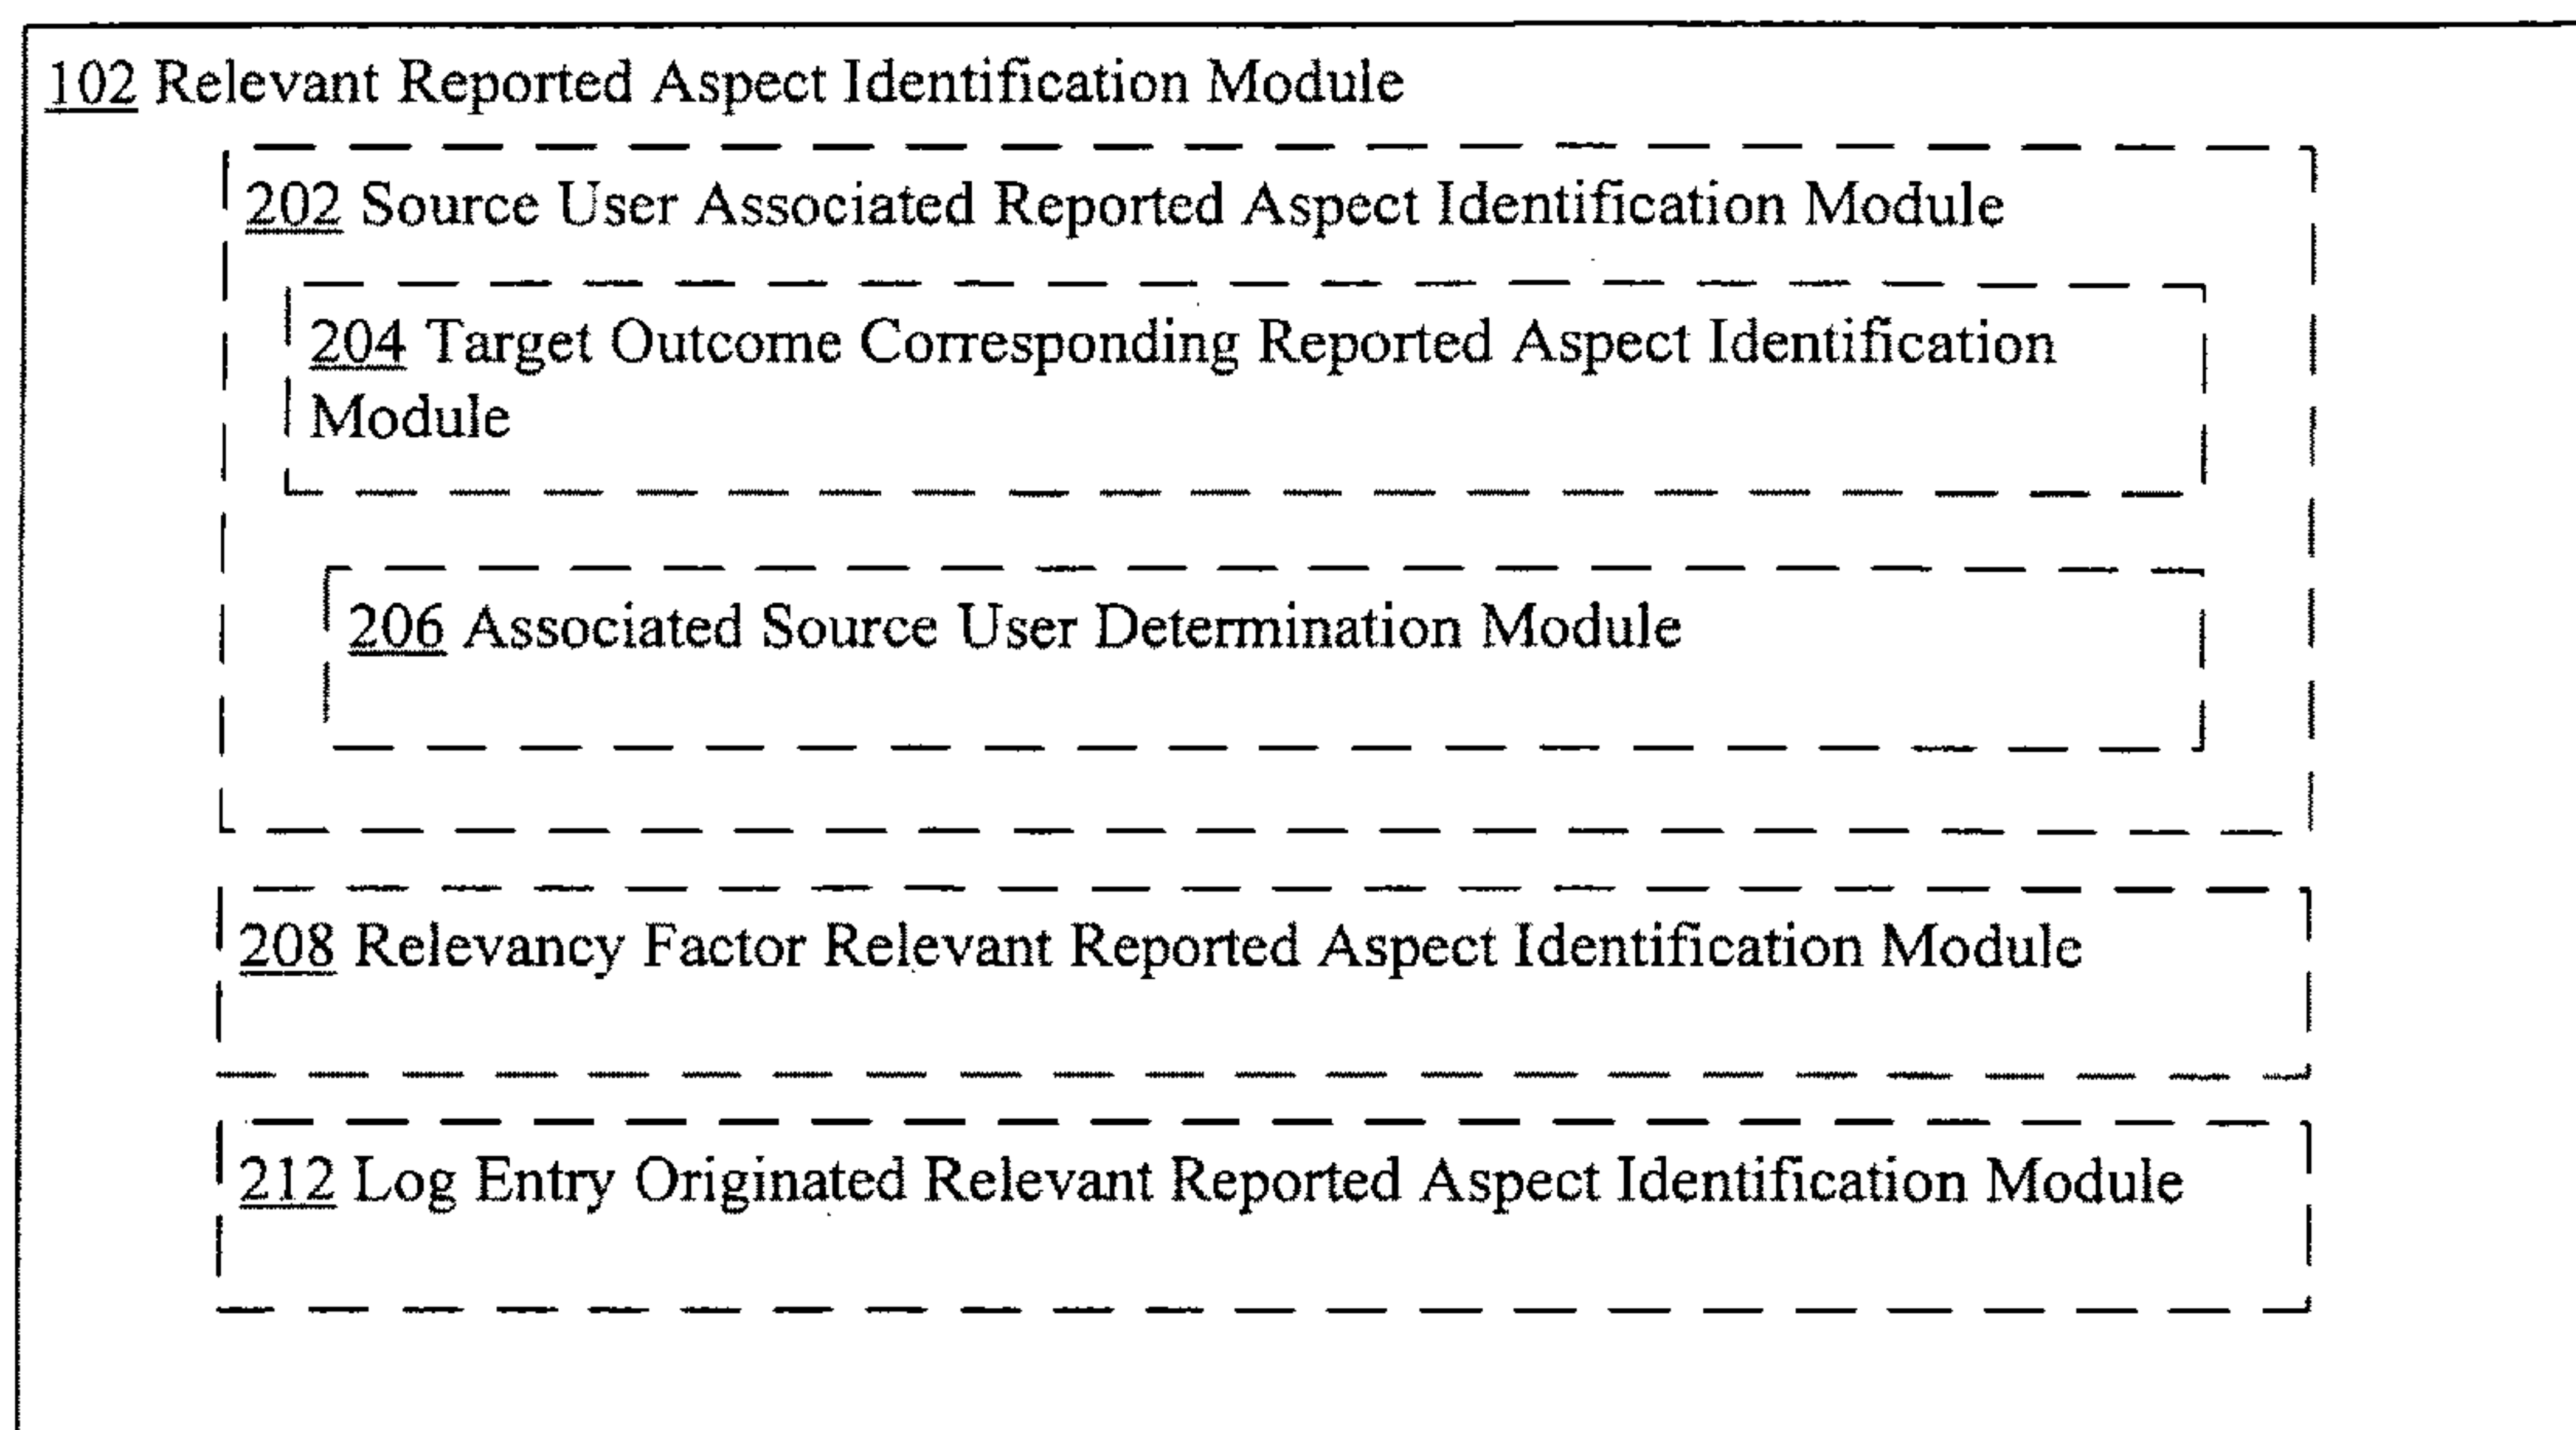 102 Relevant Reported Aspect Identification Module
202 Source User Associated Reported Aspect Identification Module
204 Target Outcome Corresponding Reported Aspect Identification
Module
206 Associated Source User Determination Module
208 Relevancy Factor Relevant Reported Aspect Identification Module
212 Log Entry Originated Relevant Reported Aspect Identification Module